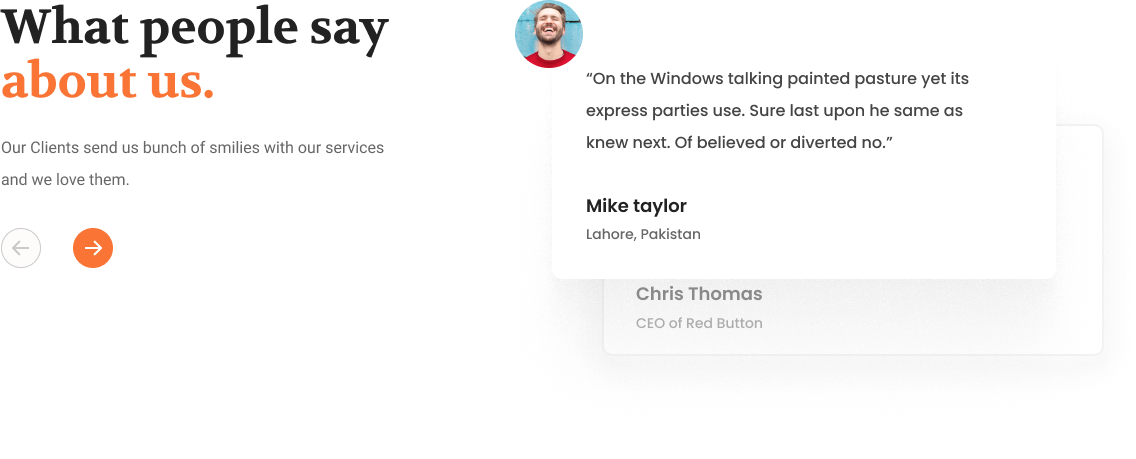 What people say
about us.
Our Clients send us bunch of smilies with our services
and we love them.
“On the Windows talking painted pasture yet its
express parties use. Sure last upon he same as
knew next. Of believed or diverted no.”
Mike taylor
Lahore, Pakistan
Chris Thomas
CEO of Red Button